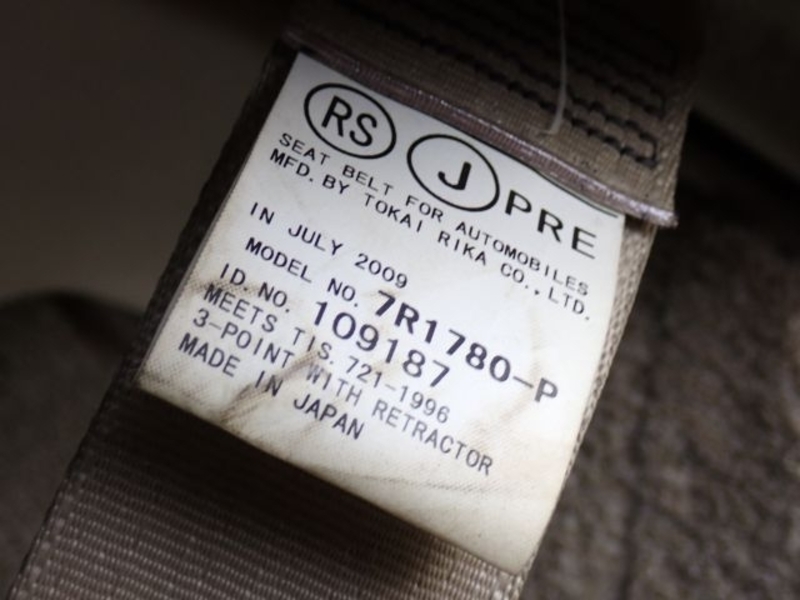 RS J PRE
SEAT BELT FOR AUTOMOBILES
MFD. BY TOKAI RIKA CO., LTD.
IN JULY 2009
MODEL NO. 7R1780-P
ID NO. 109187
MEETS TIS. 721-1996
3-POINT WITH RETRACTOR
MADE IN JAPAN